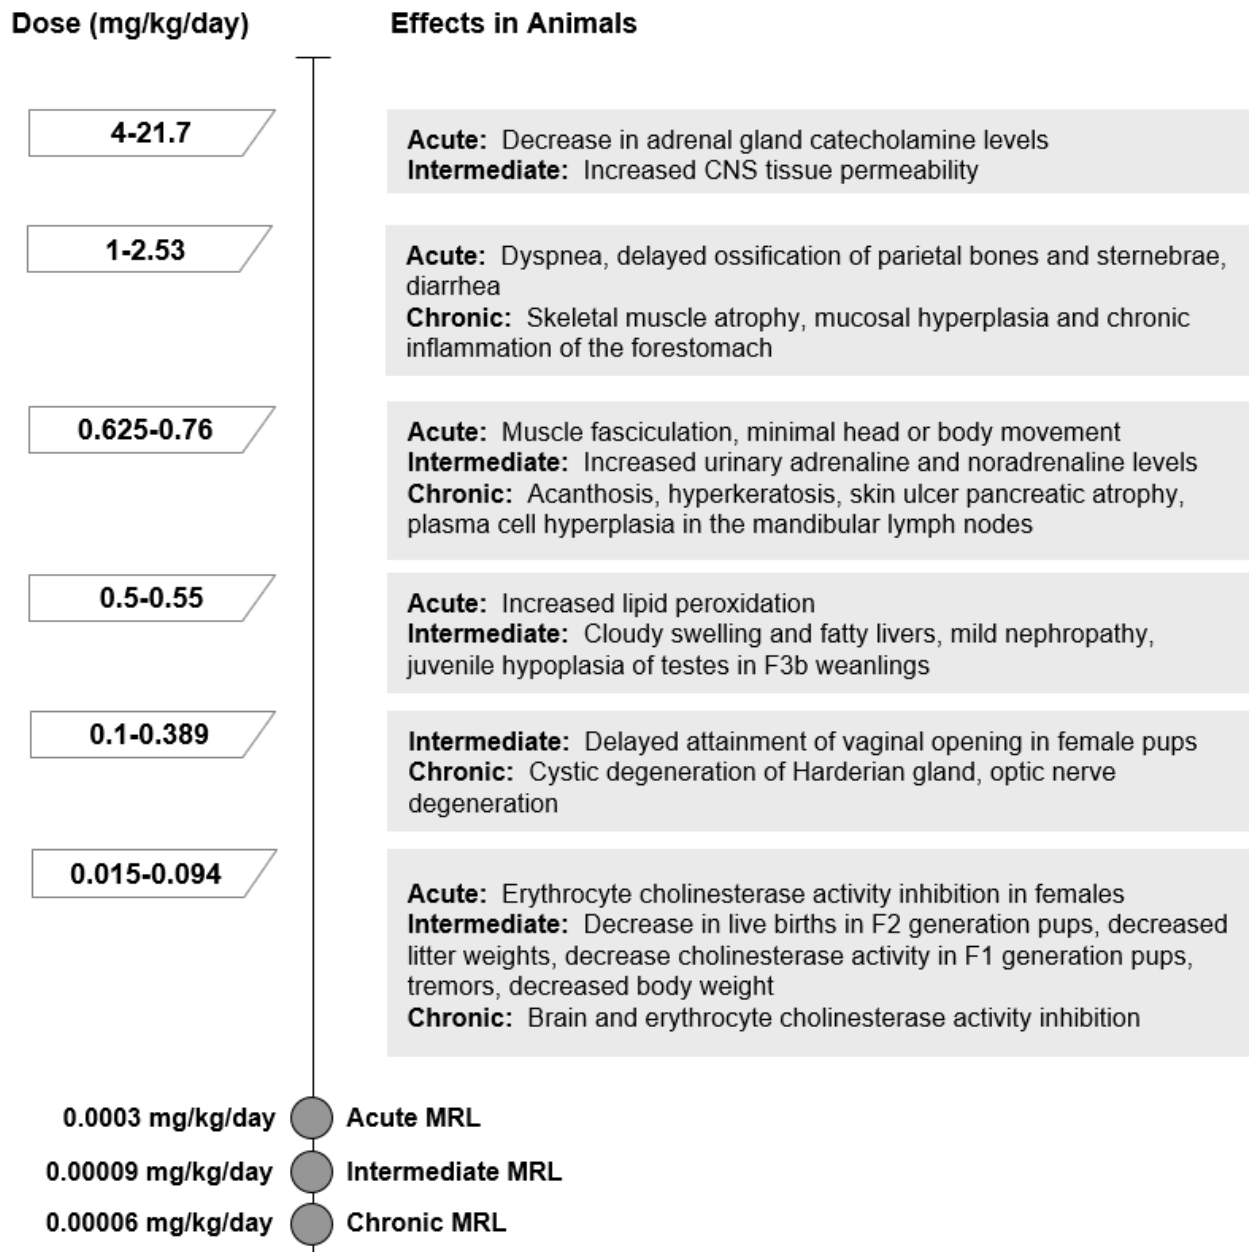 Dose (mg/kg/day)
Effects in Animals
4-21.7
Acute: Decrease in adrenal gland catecholamine levels
Intermediate: Increased CNS tissue permeability
1-2.53
Acute: Dyspnea, delayed ossification of parietal bones and sternebrae,
diarrhea
Chronic: Skeletal muscle atrophy, mucosal hyperplasia and chronic
inflammation of the forestomach
0.625-0.76
Acute: Muscle fasciculation, minimal head or body movement
Intermediate: Increased urinary adrenaline and noradrenaline levels
Chronic: Acanthosis, hyperkeratosis, skin ulcer pancreatic atrophy,
plasma cell hyperplasia in the mandibular lymph nodes
0.5-0.55
Acute: Increased lipid peroxidation
Intermediate: Cloudy swelling and fatty livers, mild nephropathy,
juvenile hypoplasia of testes in F3b weanlings
0.1-0.389
Intermediate: Delayed attainment of vaginal opening in female pups
Chronic: Cystic degeneration of Harderian gland, optic nerve
degeneration
0.015-0.094
Acute: Erythrocyte cholinesterase activity inhibition in females
Intermediate: Decrease in live births in F2 generation pups, decreased
litter weights, decrease cholinesterase activity in F1 generation pups,
tremors, decreased body weight
Chronic: Brain and erythrocyte cholinesterase activity inhibition
0.0003 mg/kg/day Acute MRL
0.00009 mg/kg/day Intermediate MRL
0.00006 mg/kg/day Chronic MRL